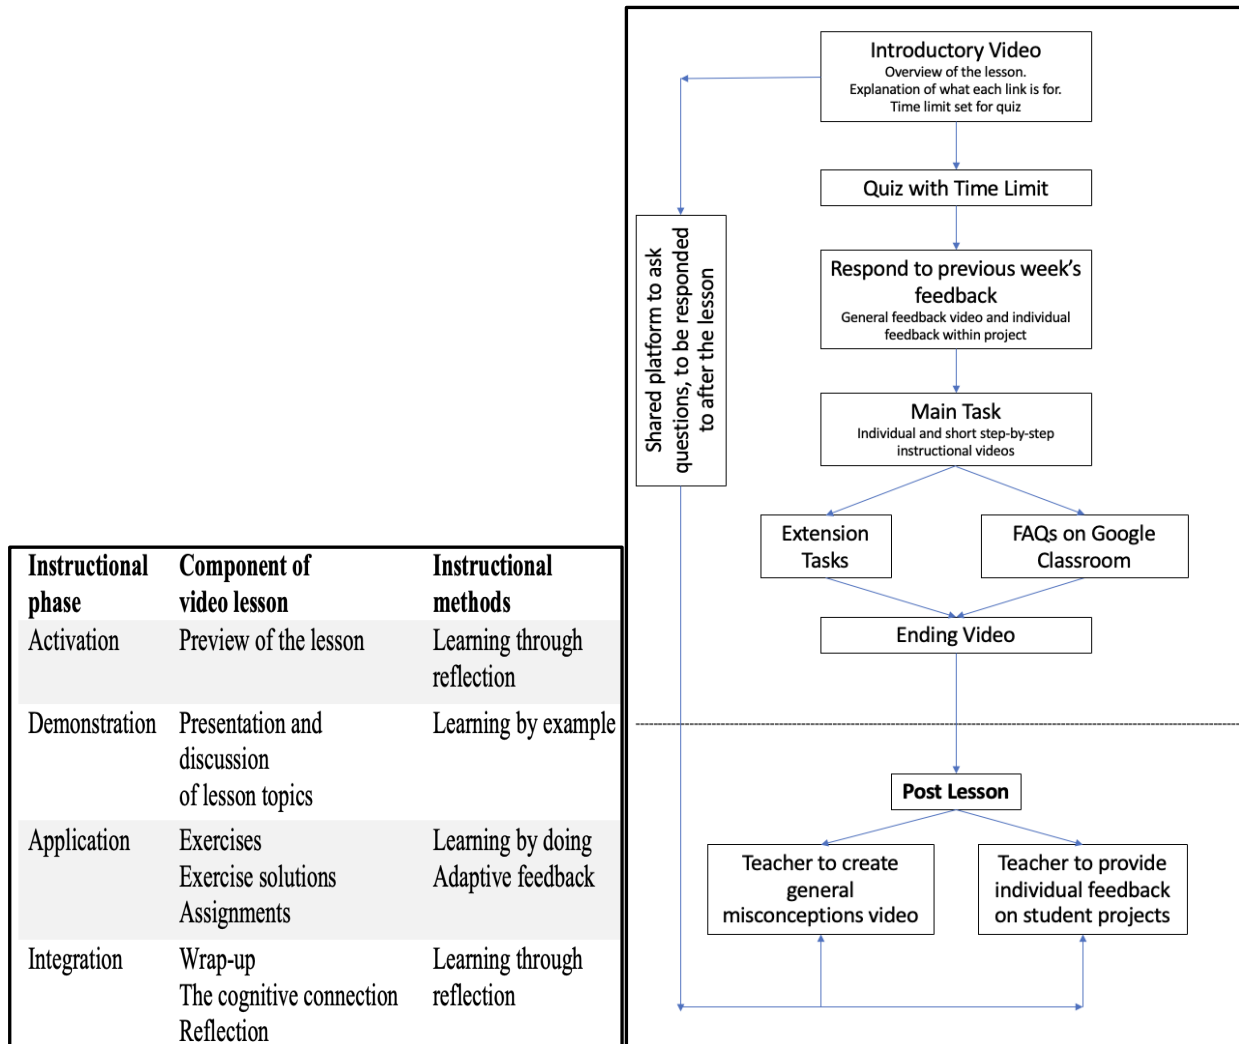 Instructional phase
Component of video lesson
Instructional methods
Activation
Preview of the lesson
Learning through reflection
Demonstration
Presentation and discussion
of lesson topics
Learning by example
Application
Exercises
Exercise solutions
Assignments
Learning by doing
Adaptive feedback
Integration
Wrap-up
The cognitive connection
Reflection
Learning through reflection
Introductory Video
Overview of the lesson.
Explanation of what each link is for.
Time limit set for quiz
Quiz with Time Limit
Respond to previous week's
feedback
General feedback video and individual
feedback within project
Main Task
Individual and short step-by-step
instructional videos
Shared platform to ask
questions, to be responded
to after the lesson
Extension
Tasks
FAQs on Google
Classroom
Ending Video
Post Lesson
Teacher to create
general
misconceptions video
Teacher to provide
individual feedback
on student projects